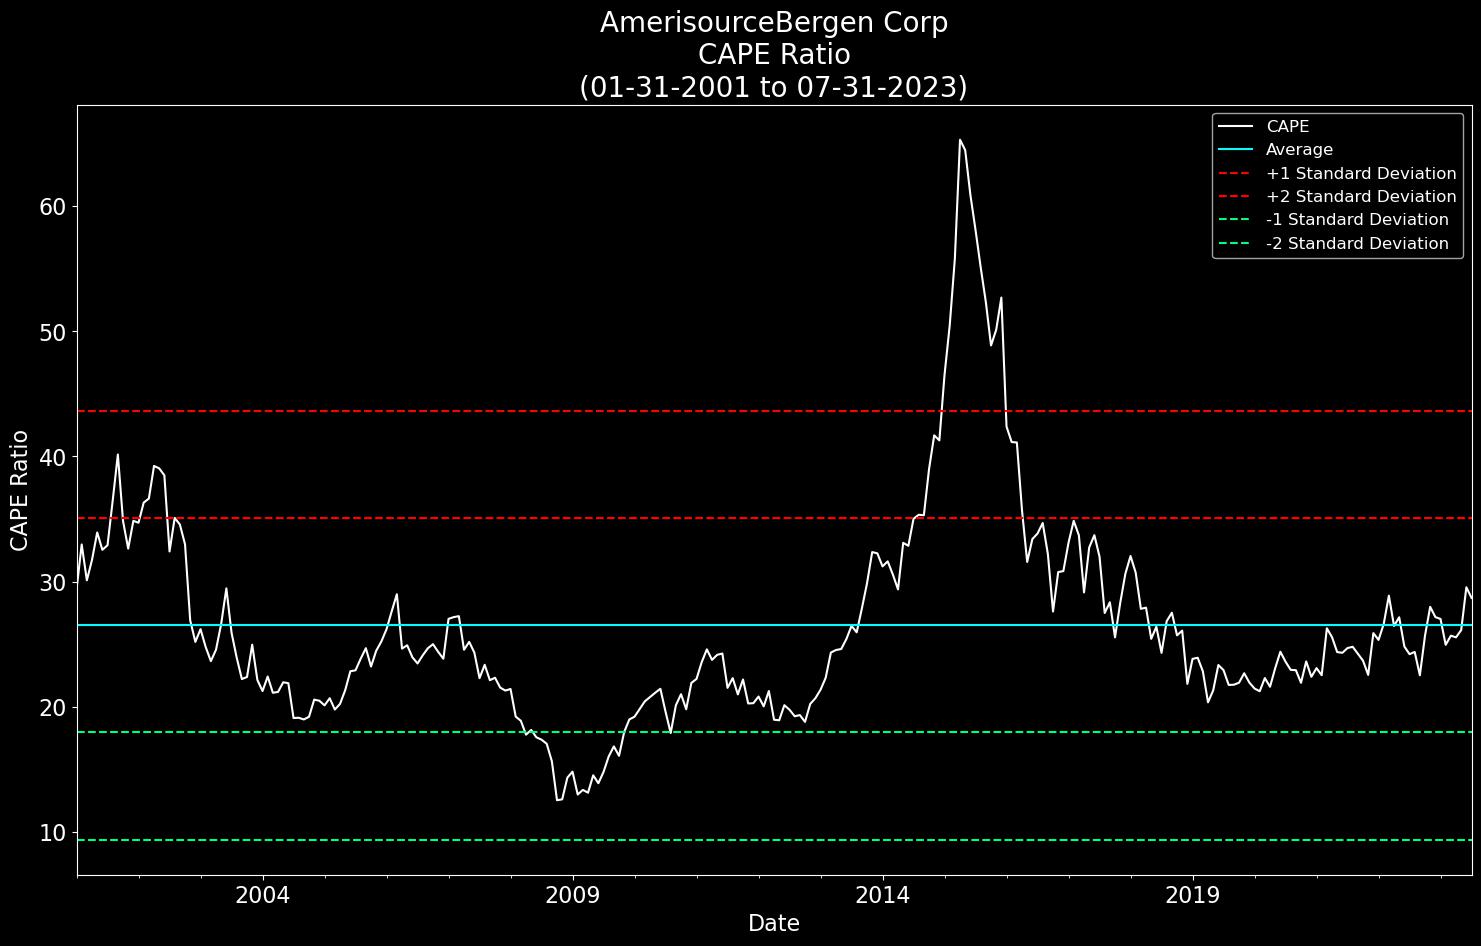 AmerisourceBergen Corp
CAPE Ratio
(01-31-2001 to 07-31-2023)
CAPE
Average
+1 Standard Deviation
+2 Standard Deviation
-1 Standard Deviation
-2 Standard Deviation
CAPE Ratio
60
50
40
30
20
10
2004 2009 2014 2019
Date